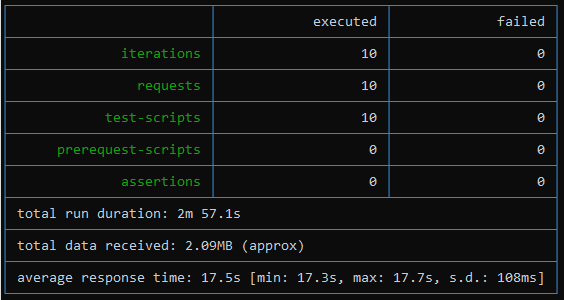 executed failed
iterations 10 0
requests 10 0
test-scripts 10 0
prerequest-scripts 0 0
assertions 0 0
total run duration: 2m 57.1s
total data received: 2.09MB (approx)
average response time: 17.5s [min: 17.3s, max: 17.7s, s.d.: 108ms]